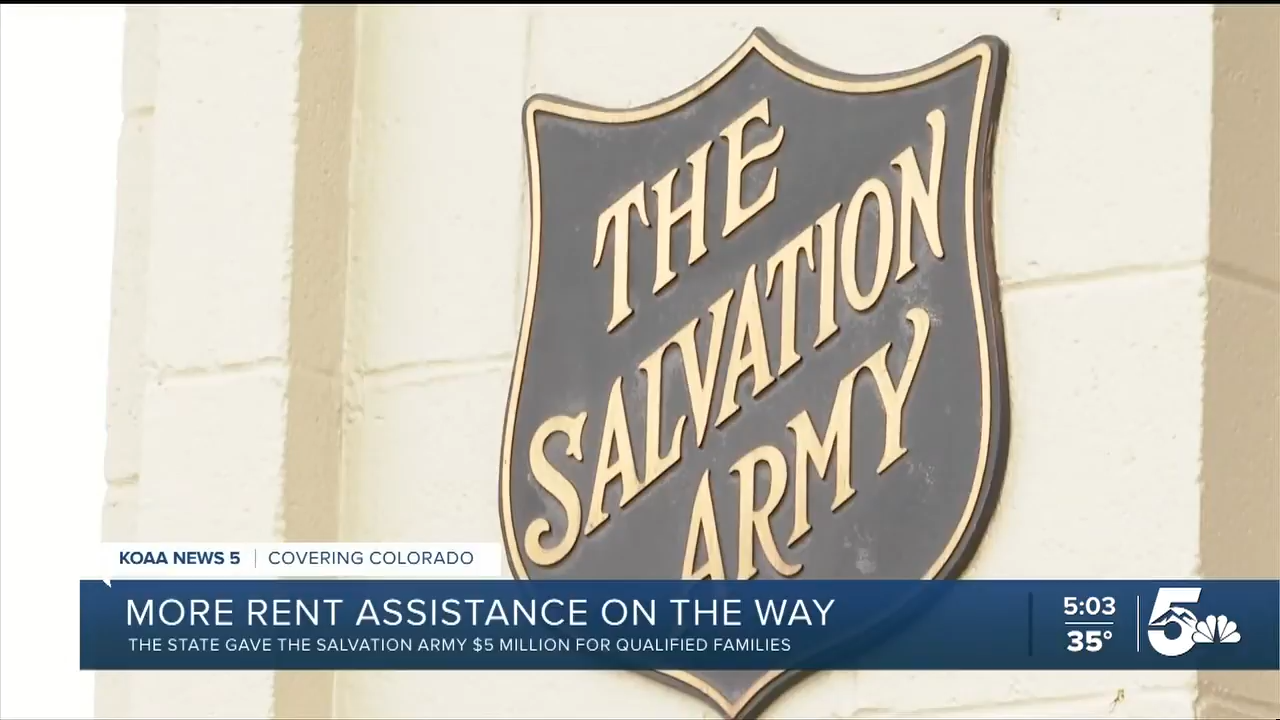 THE
SALVATION
ARMY
KOAA NEWS 5 | COVERING COLORADO
MORE RENT ASSISTANCE ON THE WAY
THE STATE GAVE THE SALVATION ARMY $5 MILLION FOR QUALIFIED FAMILIES
5:03
35°
5